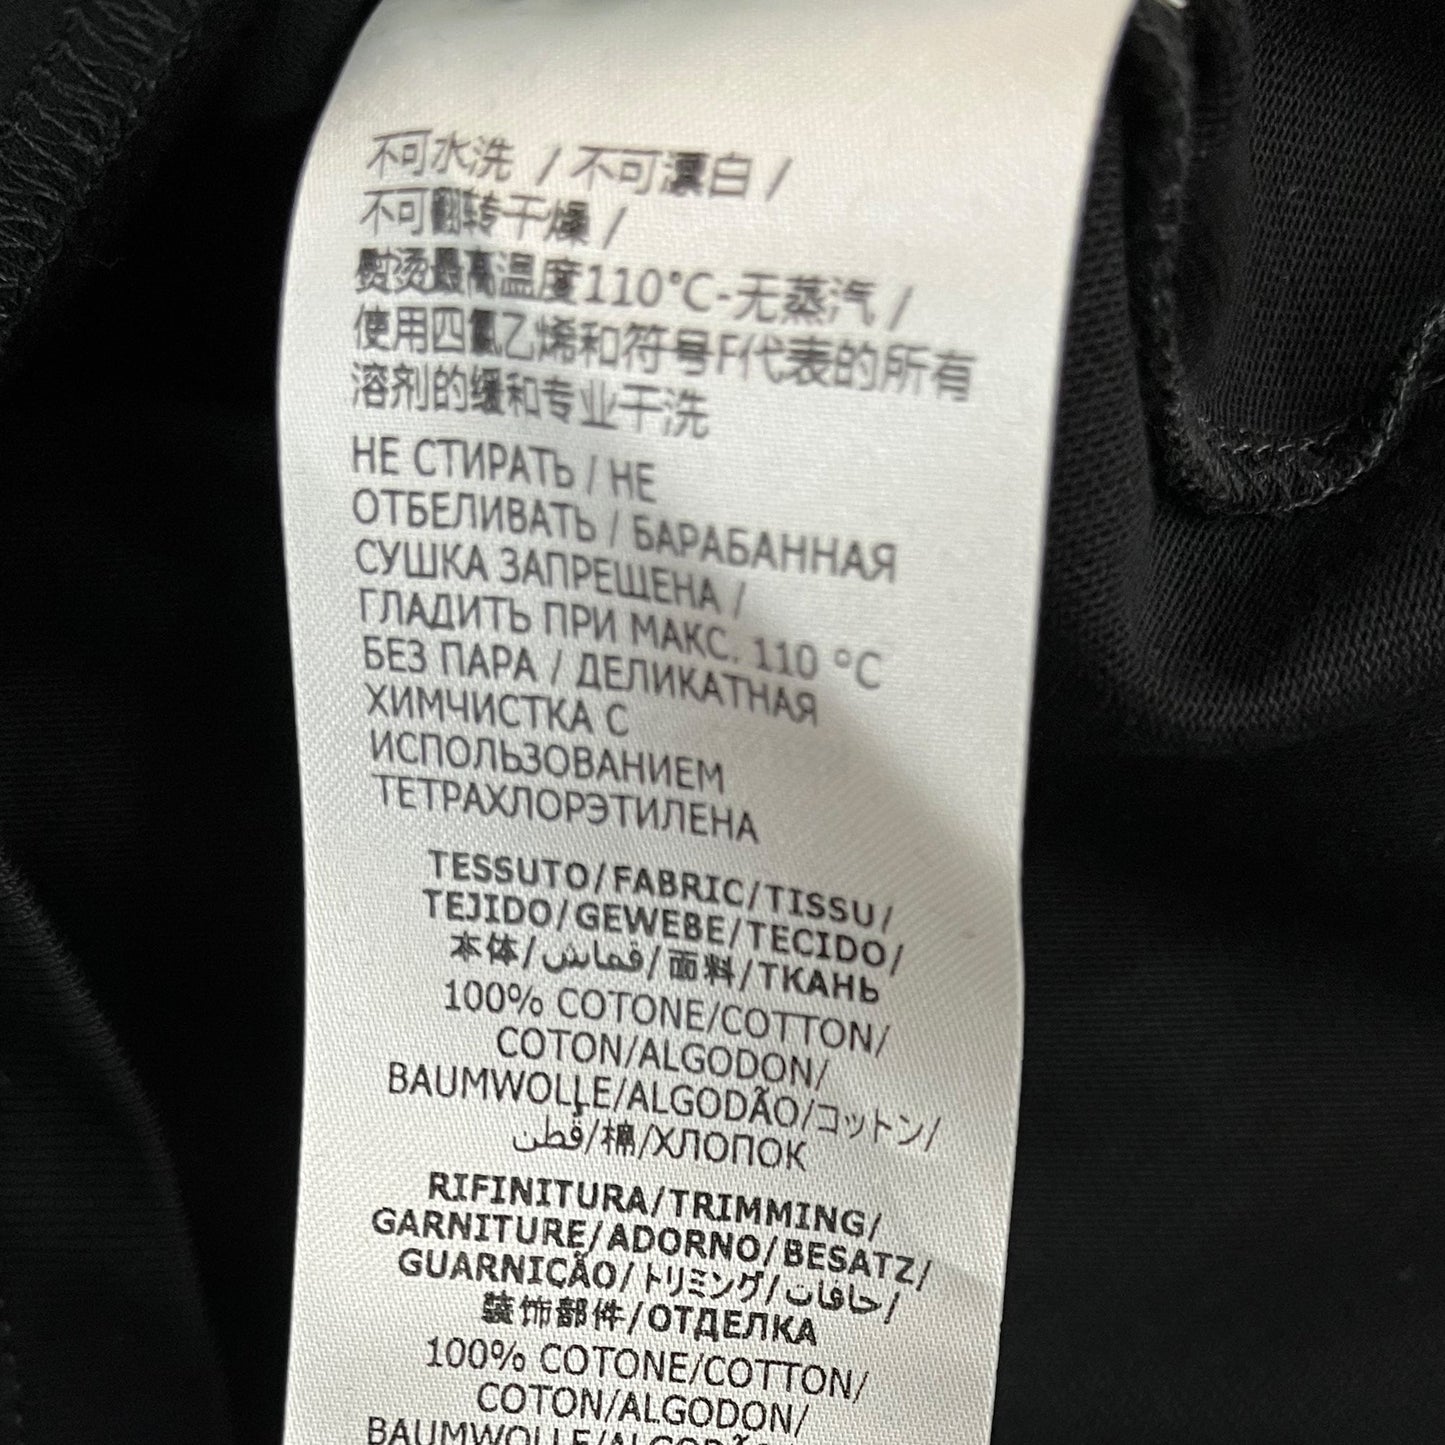 不可水洗 / 不可漂白 /
不可翻转干燥 /
熨烫最高温度110°C-无蒸汽 /
使用四氯乙烯和符号F代表的所有
溶剂的缓和专业干洗
НЕ СТИРАТЬ / НЕ
ОТБЕЛИВАТЬ / БАРАБАННАЯ
СУШКА ЗАПРЕЩЕНА /
ГЛАДИТЬ ПРИ МАКС. 110 °C
БЕЗ ПАРА / ДЕЛИКАТНАЯ
ХИМЧИСТКА С
ИСПОЛЬЗОВАНИЕМ
ТЕТРАХЛОРЭТИЛЕНА
TESSUTO/FABRIC/TISSU/
TEJIDO/GEWEBE/TECIDO/
本体/قماش/面料/ТКАНЬ
100% COTONE/COTTON/
COTON/ALGODON/
BAUMWOLLE/ALGODÃO/コットン/
قطن/棉/ХЛОПОК
RIFINITURA/TRIMMING/
GARNITURE/ADORNO/BESATZ/
GUARNIÇÃO/トリミング/حافات/
装饰部件/ОТДЕЛКА
100% COTONE/COTTON/
COTON/ALGODON/
BAUMWOLLE/ALGODÃO